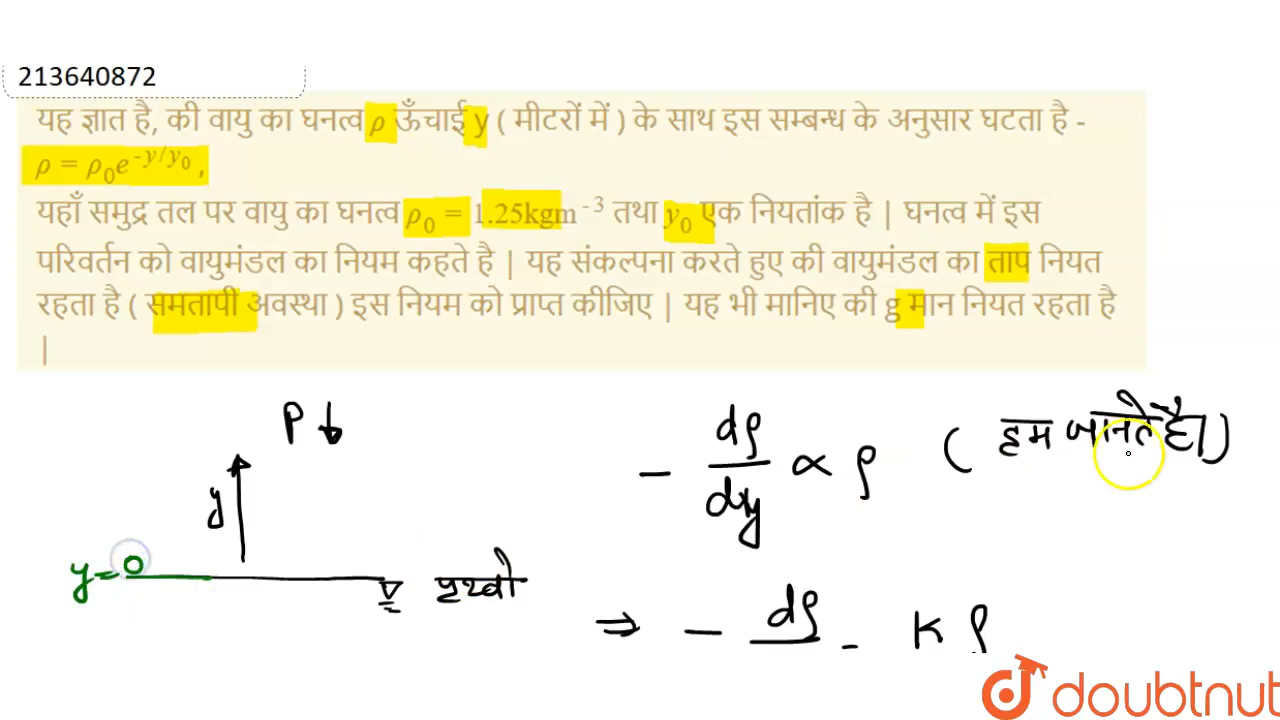 213640872
यह ज्ञात है, की वायु का घनत्व ρ ऊँचाई y ( मीटरों में ) के साथ इस सम्बन्ध के अनुसार घटता है -
ρ = ρ₀e^{-y/y₀} ,
यहाँ समुद्र तल पर वायु का घनत्व ρ₀ = 1.25kgm⁻³ तथा y₀ एक नियतांक है | घनत्व में इस
परिवर्तन को वायुमंडल का नियम कहते है | यह संकल्पना करते हुए की वायुमंडल का ताप नियत
रहता है ( समतापी अवस्था ) इस नियम को प्राप्त कीजिए | यह भी मानिए की g मान नियत रहता है
|
P ↓
y
y=0
पृथ्वी
- dρ/dy ∝ ρ ( हम जानते है। )
⇒ - dρ = K ρ
doubtnut